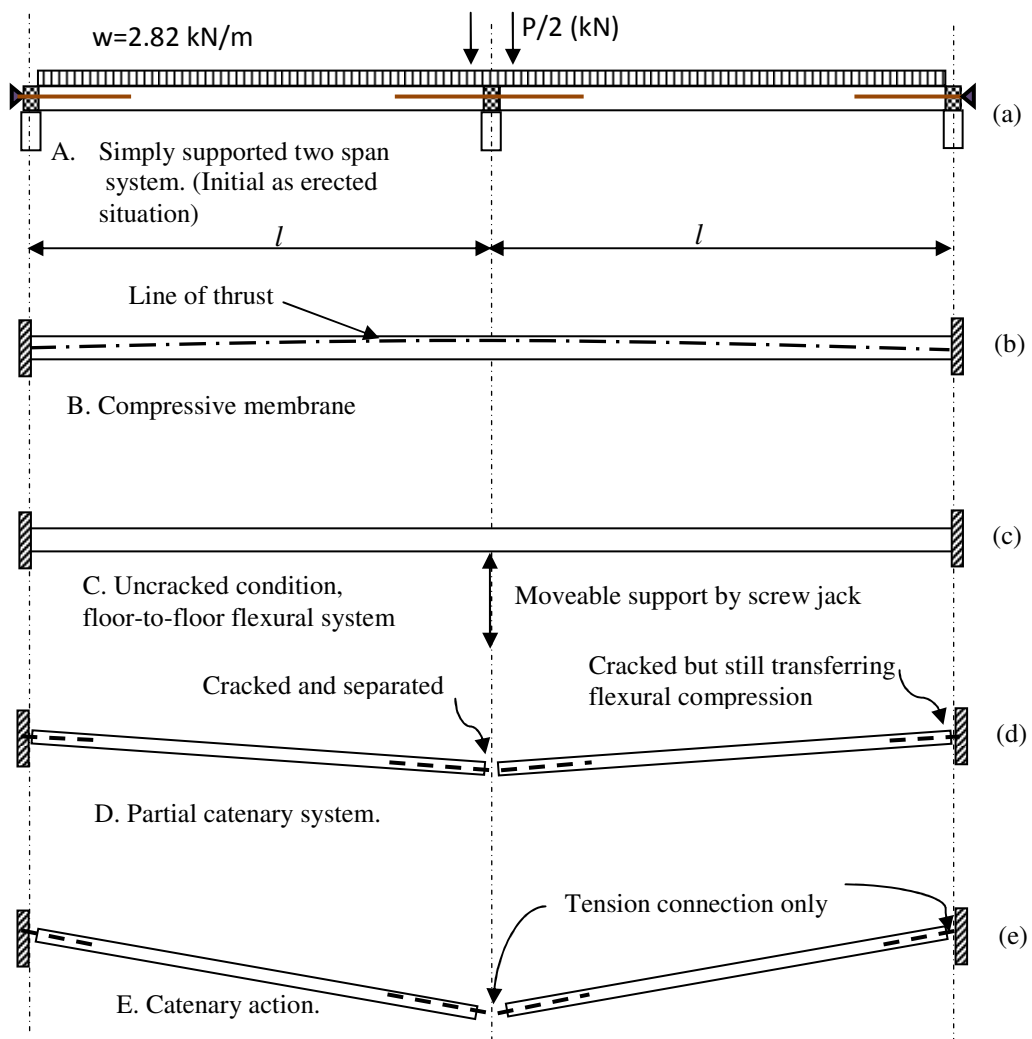 w=2.82 kN/m
P/2 (kN)
(a)
A. Simply supported two span
system. (Initial as erected
situation)
l
l
Line of thrust
(b)
B. Compressive membrane
(c)
C. Uncracked condition,
floor-to-floor flexural system
Moveable support by screw jack
Cracked and separated
Cracked but still transferring
flexural compression
(d)
D. Partial catenary system.
Tension connection only
(e)
E. Catenary action.